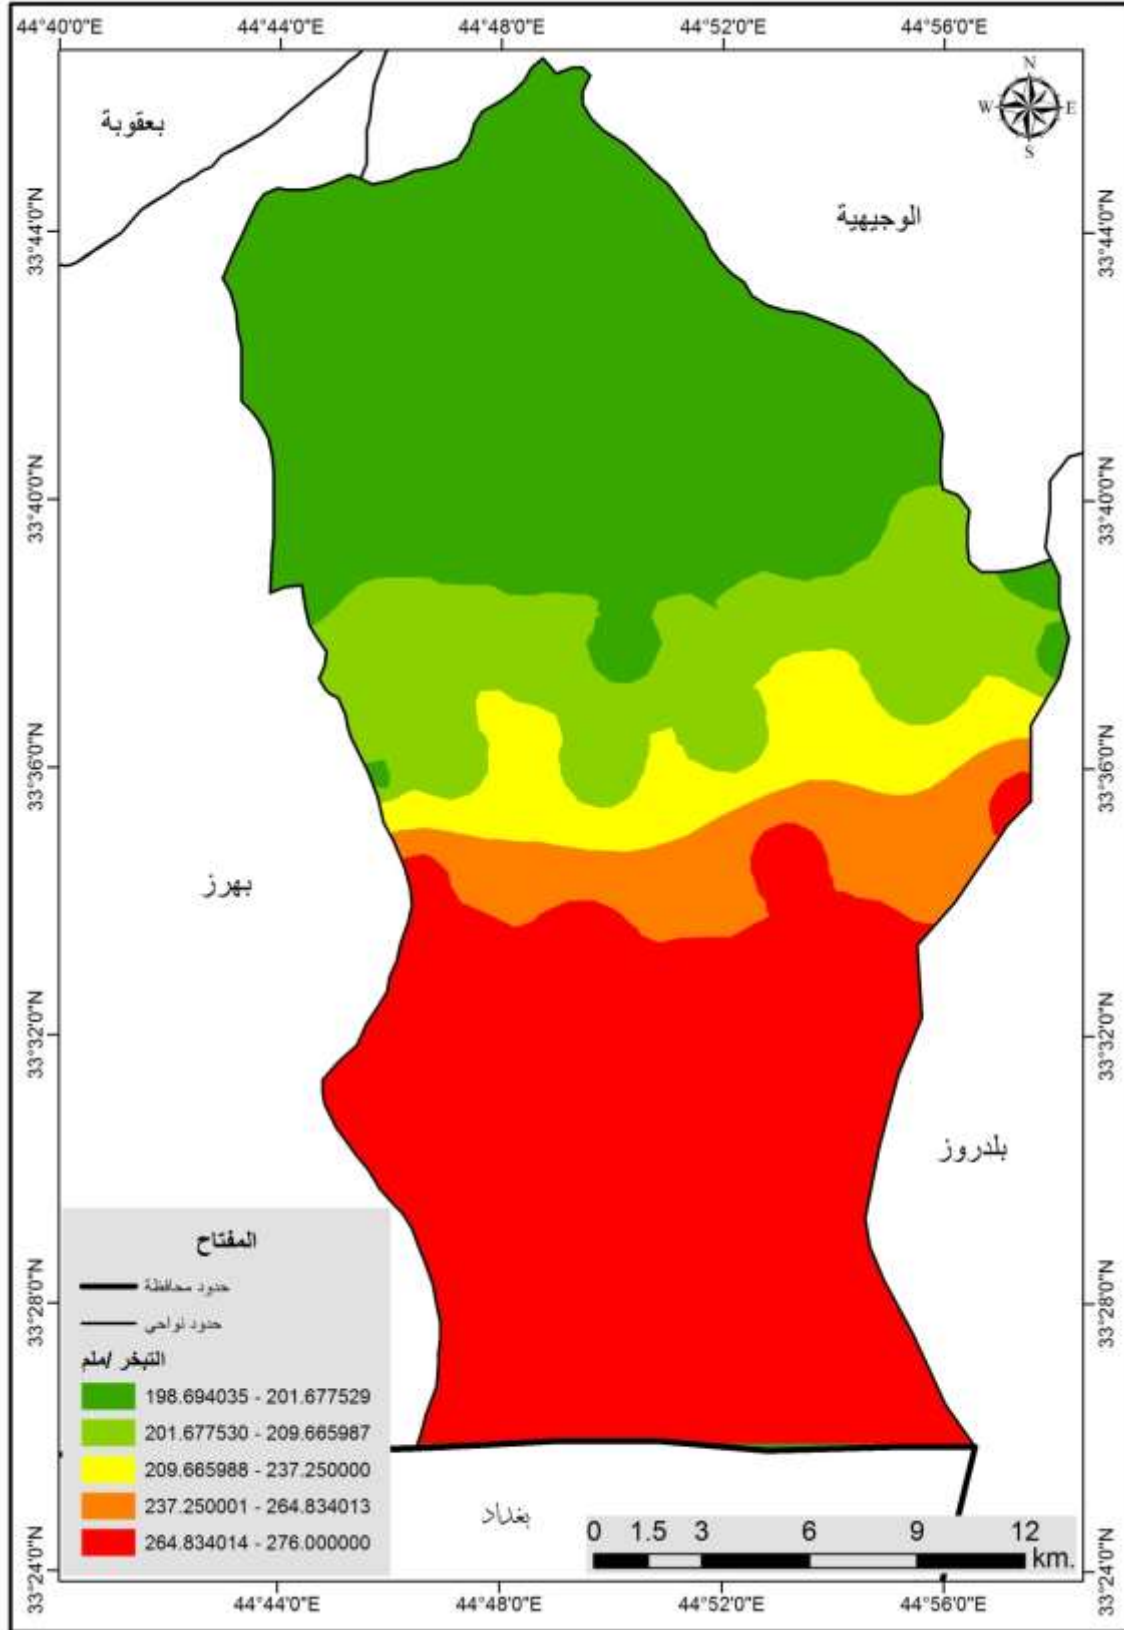 44°40'0"E 44°44'0"E 44°48'0"E 44°52'0"E 44°56'0"E
N
W E
S
بعقوبة
الوجيهية
33°44'0"N 33°44'0"N
33°40'0"N 33°40'0"N
33°36'0"N 33°36'0"N
بهرز
33°32'0"N 33°32'0"N
بلدروز
المفتاح
حدود محافظة
33°28'0"N 33°28'0"N
حدود نواحي
التبخر /ملم
198.694035 - 201.677529
201.677530 - 209.665987
209.665988 - 237.250000
237.250001 - 264.834013
264.834014 - 276.000000
بغداد
0 1.5 3 6 9 12
km.
33°24'0"N 33°24'0"N
44°44'0"E 44°48'0"E 44°52'0"E 44°56'0"E